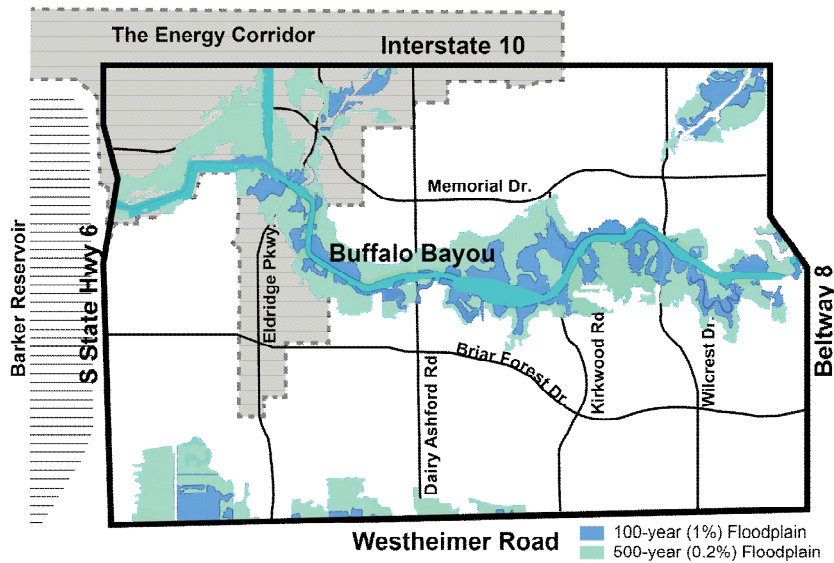 The Energy Corridor
Interstate 10
Memorial Dr.
Buffalo Bayou
Barker Reservoir
S State Hwy 6
Eldridge Pkwy.
Dairy Ashford Rd.
Briar Forest Dr.
Kirkwood Rd.
Wilcrest Dr.
Beltway 8
Westheimer Road
100-year (1%) Floodplain
500-year (0.2%) Floodplain